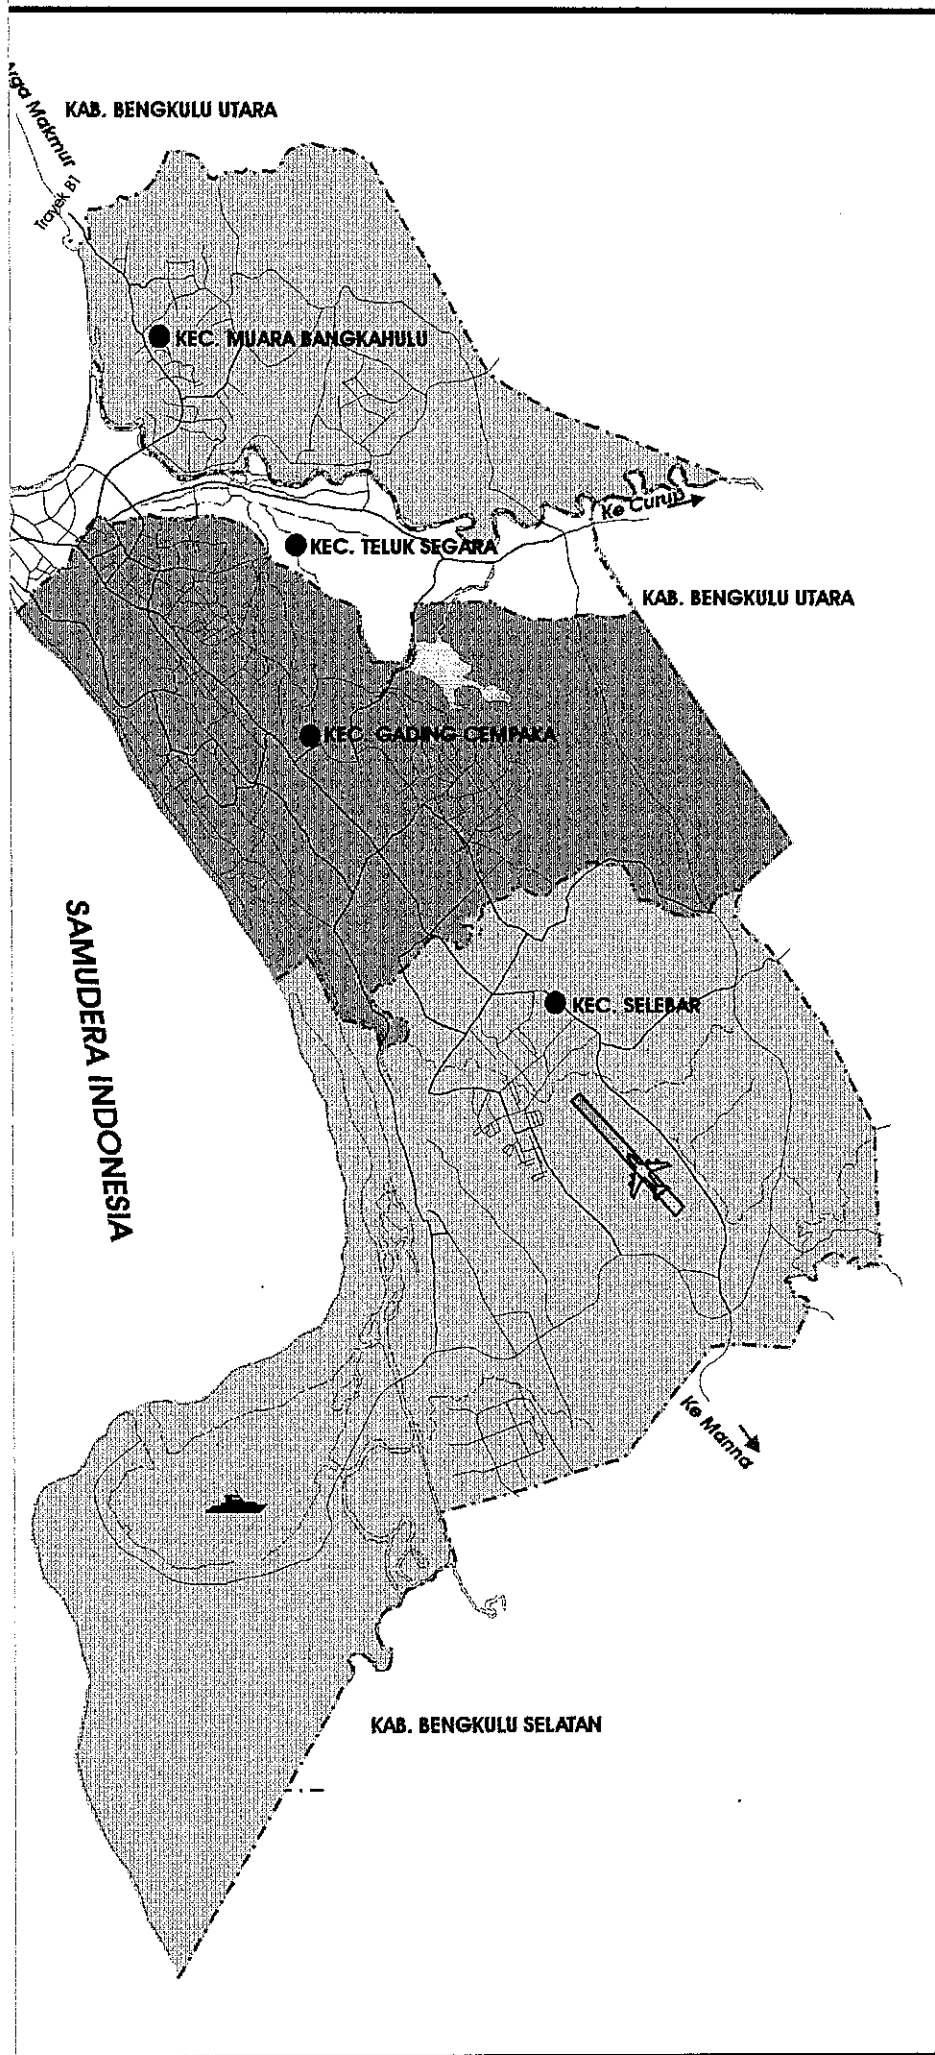 Arga Makmur
KAB. BENGKULU UTARA
Trayek B1
KEC. MUARA BANGKAHULU
Ke Curup
KEC. TELUK SEGARA
KAB. BENGKULU UTARA
KEC. GADING CEMPAKA
SAMUDERA INDONESIA
KEC. SELEBAR
Ke Manna
KAB. BENGKULU SELATAN